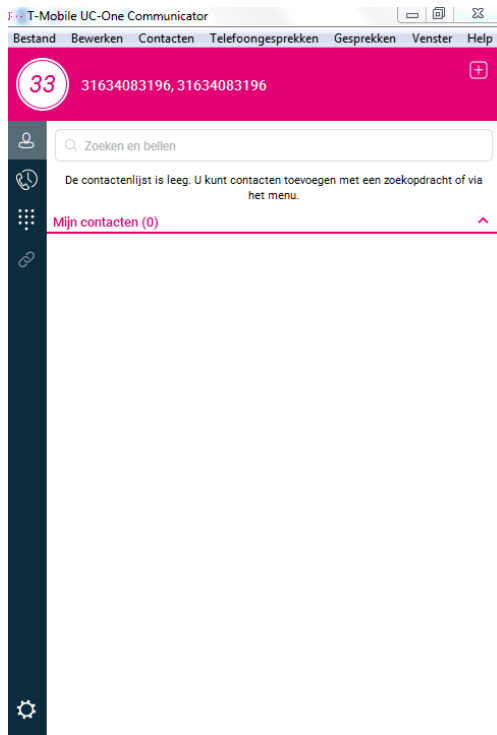 T-Mobile UC-One Communicator
Bestand Bewerken Contacten Telefoongesprekken Gesprekken Venster Help
33 31634083196, 31634083196
Zoeken en bellen
De contactenlijst is leeg. U kunt contacten toevoegen met een zoekopdracht of via
het menu.
Mijn contacten (0)